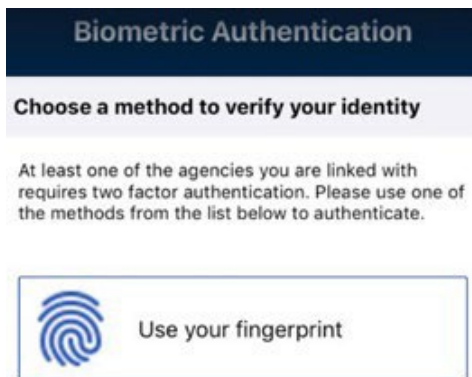 Biometric Authentication
Choose a method to verify your identity
At least one of the agencies you are linked with
requires two factor authentication. Please use one of
the methods from the list below to authenticate.
Use your fingerprint